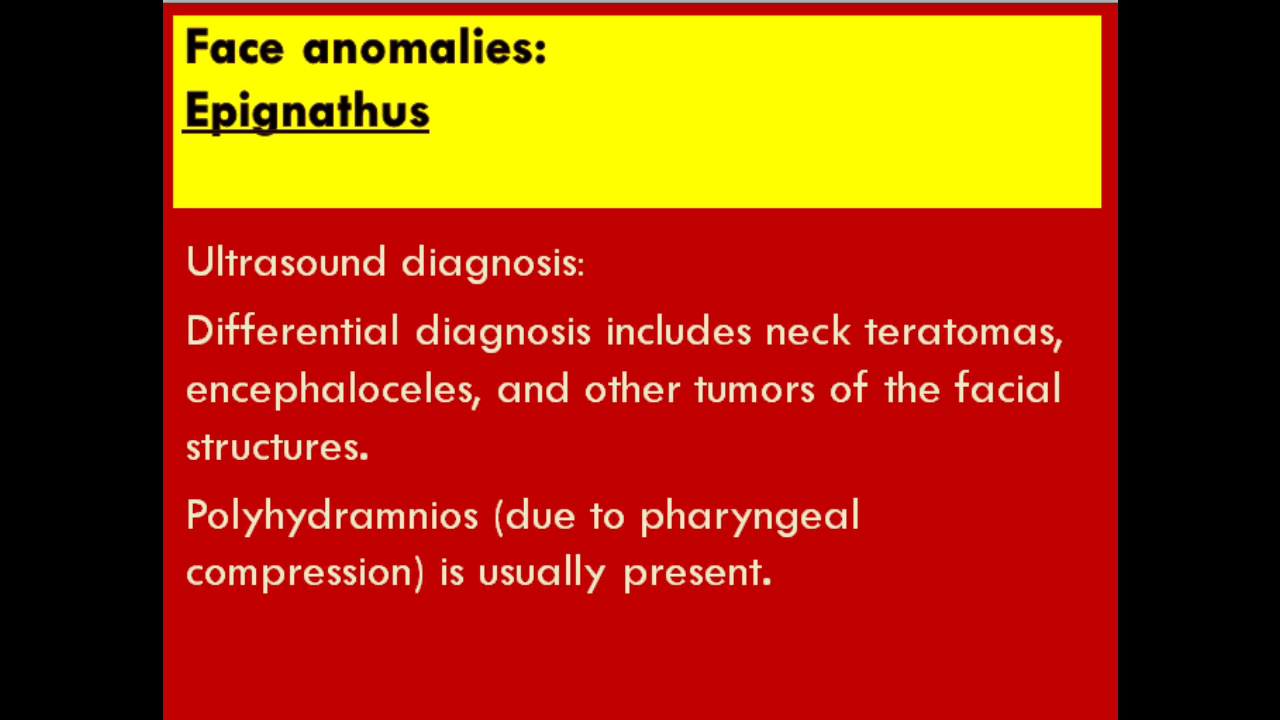 Face anomalies:
Epignathus
Ultrasound diagnosis:
Differential diagnosis includes neck teratomas,
encephaloceles, and other tumors of the facial
structures.
Polyhydramnios (due to pharyngeal
compression) is usually present.